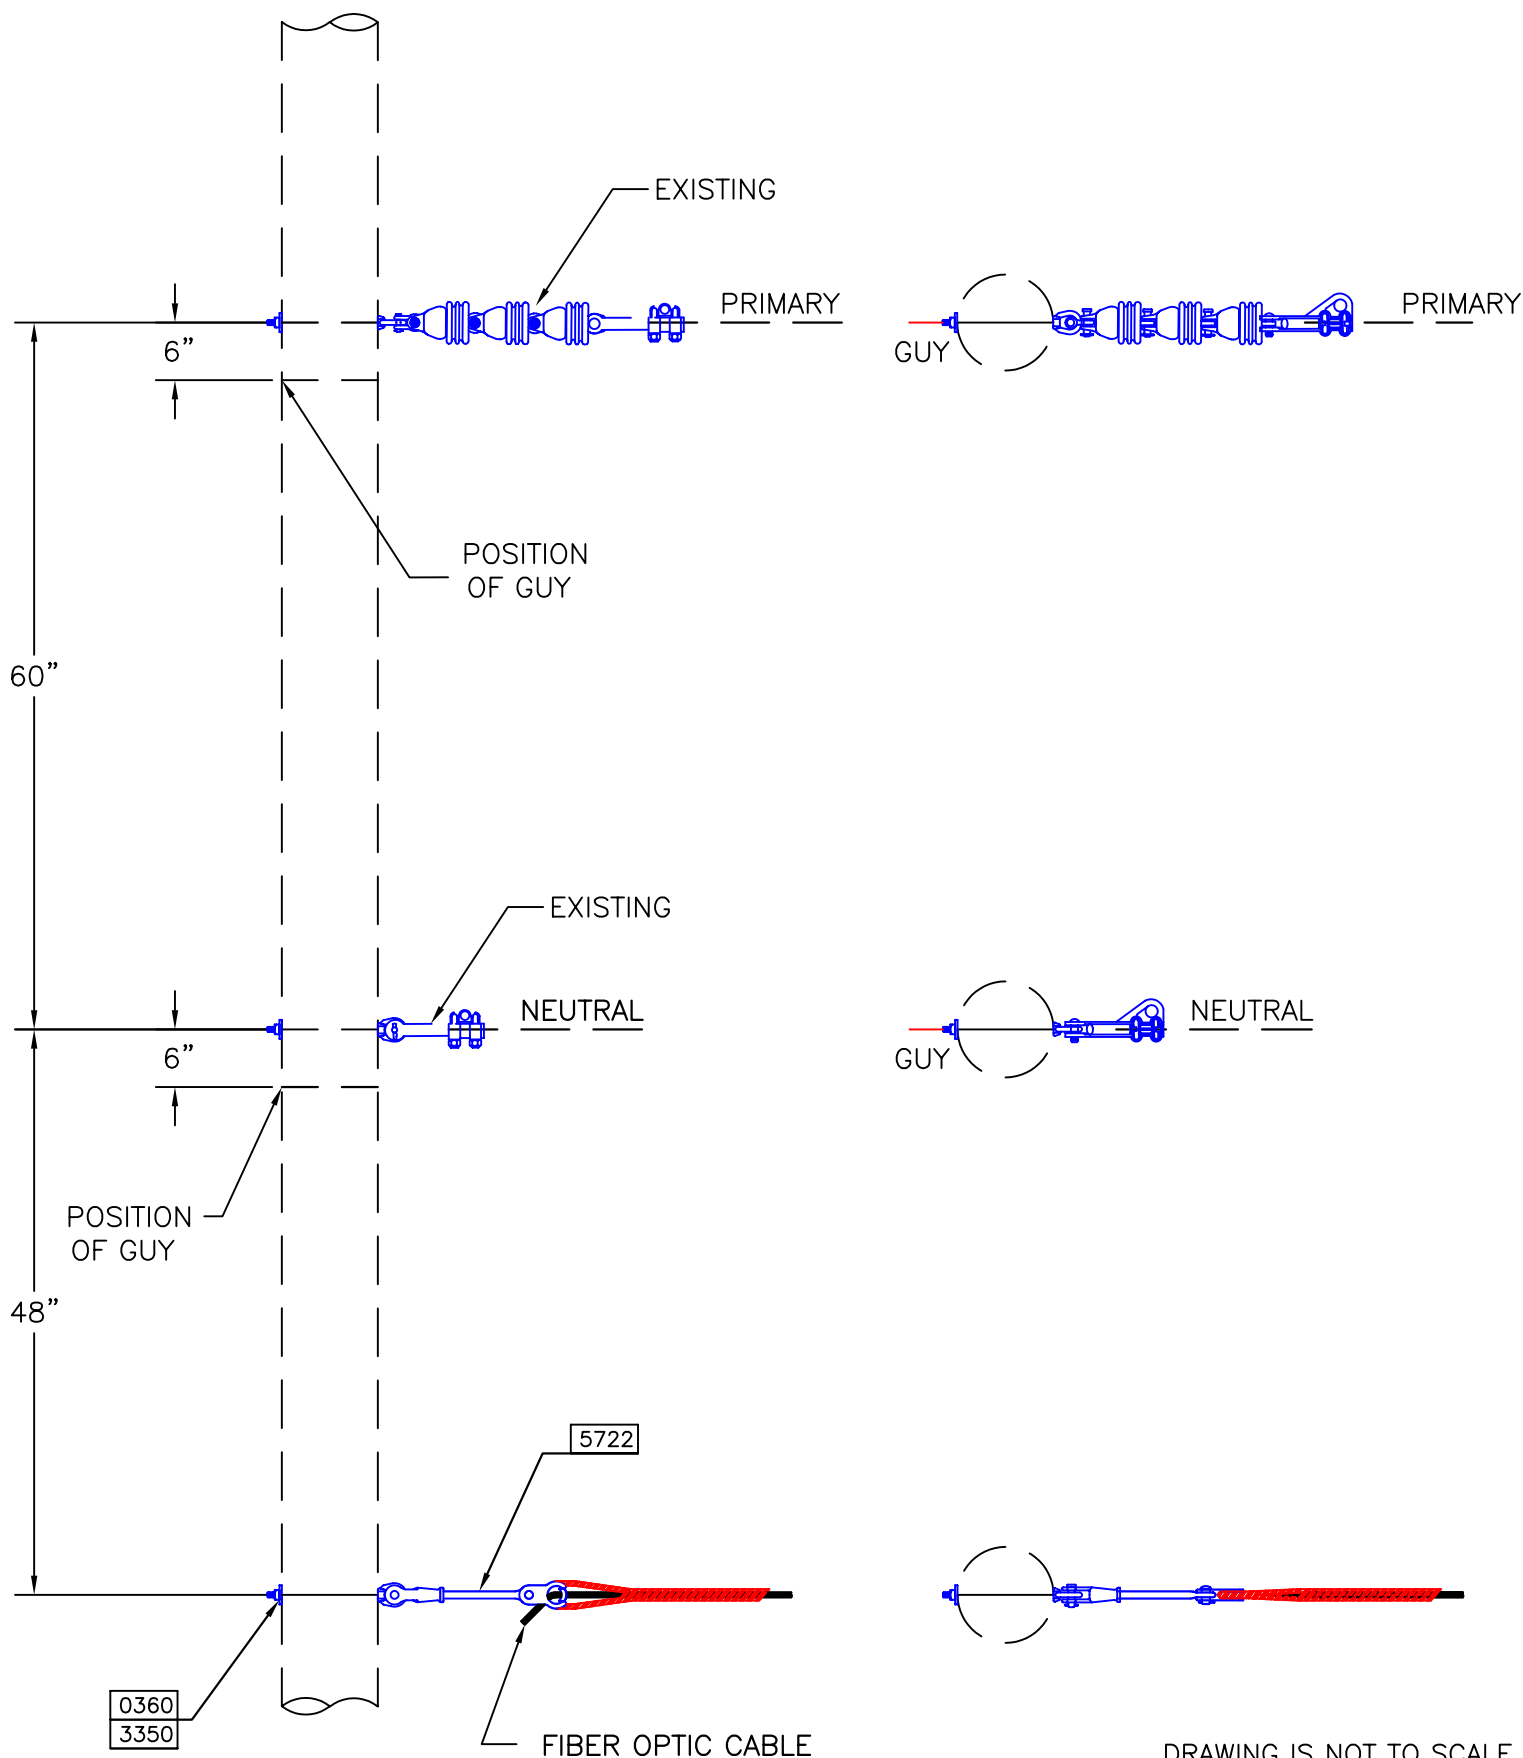 EXISTING
PRIMARY
PRIMARY
6”
GUY
POSITION
OF GUY
60”
EXISTING
NEUTRAL
NEUTRAL
6”
GUY
POSITION
OF GUY
48”
5722
0360
3350
FIBER OPTIC CABLE
DRAWING IS NOT TO SCALE